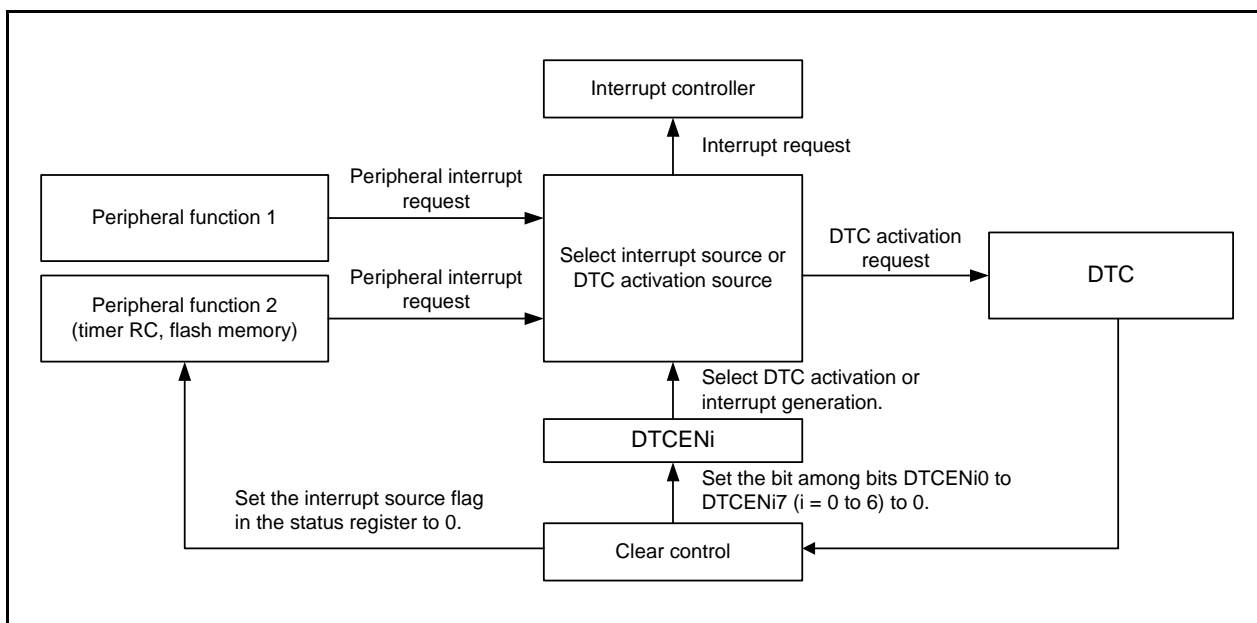 Interrupt controller
Interrupt request
Peripheral interrupt
request
Peripheral function 1
Select interrupt source or
DTC activation source
DTC activation
request
DTC
Peripheral interrupt
request
Peripheral function 2
(timer RC, flash memory)
Select DTC activation or
interrupt generation.
DTCENi
Set the bit among bits DTCENi0 to
DTCENi7 (i = 0 to 6) to 0.
Set the interrupt source flag
in the status register to 0.
Clear control